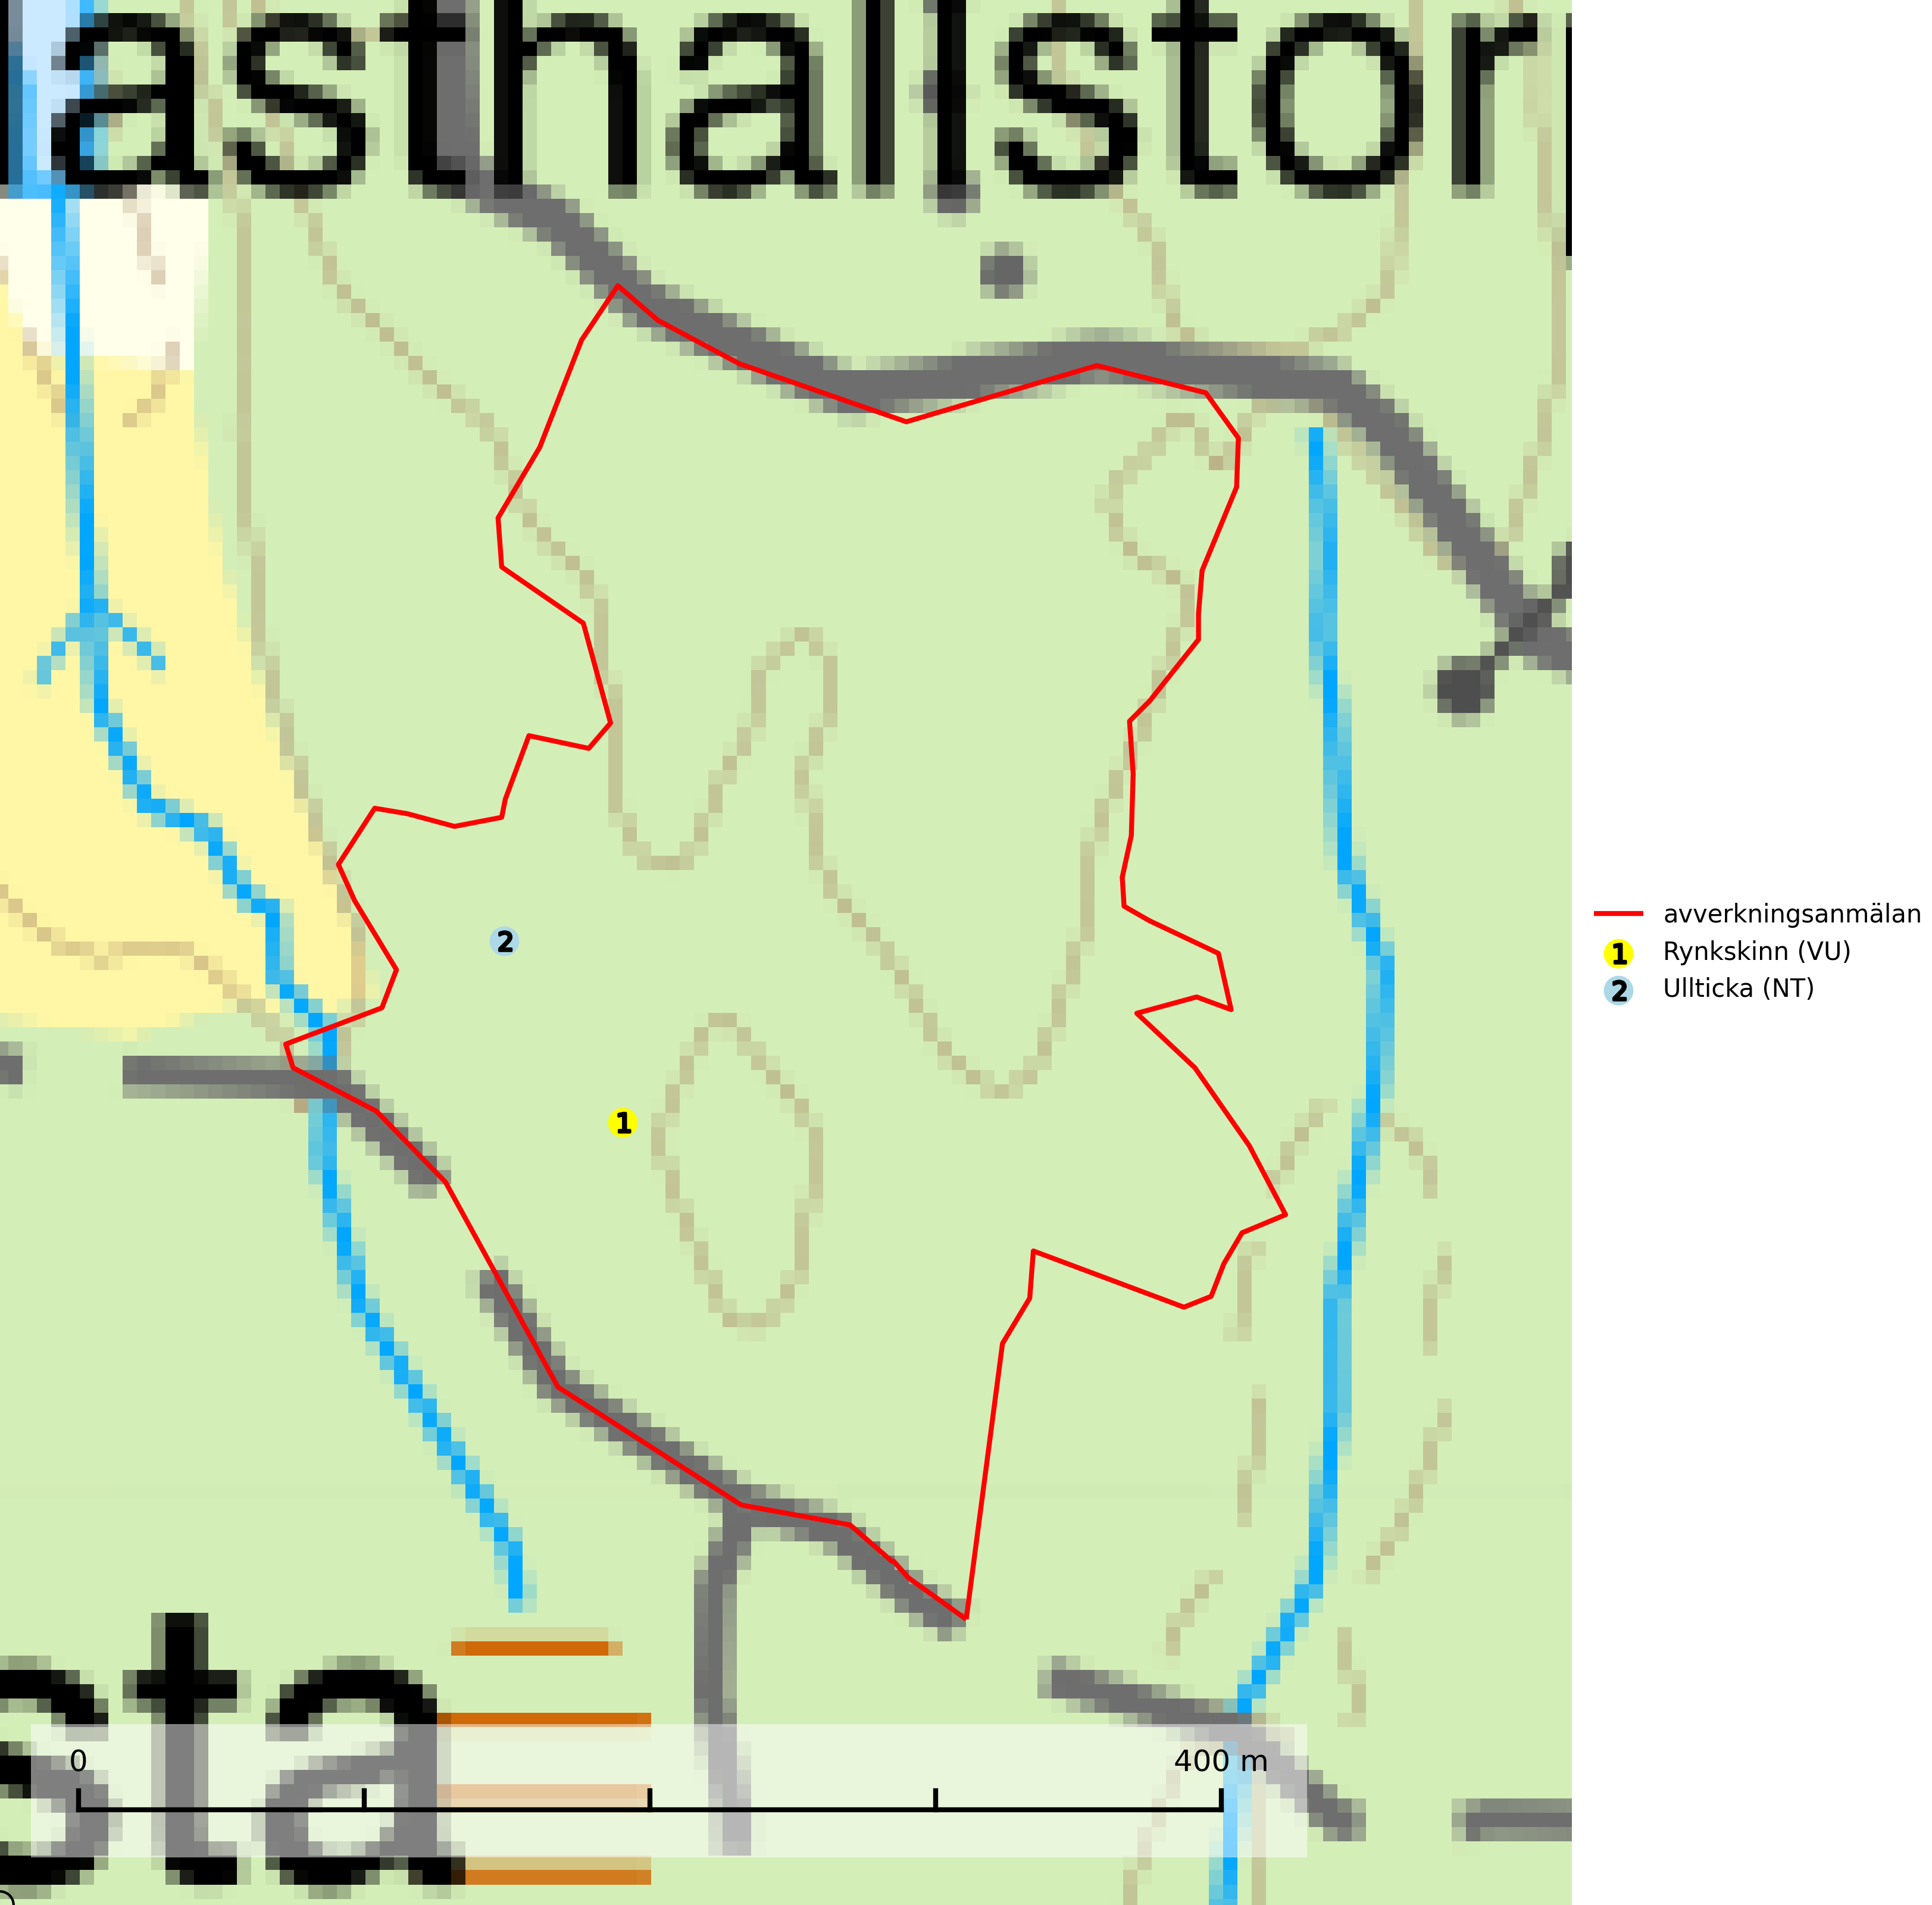 asthallstor
2
avverkningsanmälan
1 Rynkskinn (VU)
2 Ullticka (NT)
1
sta
0 400 m